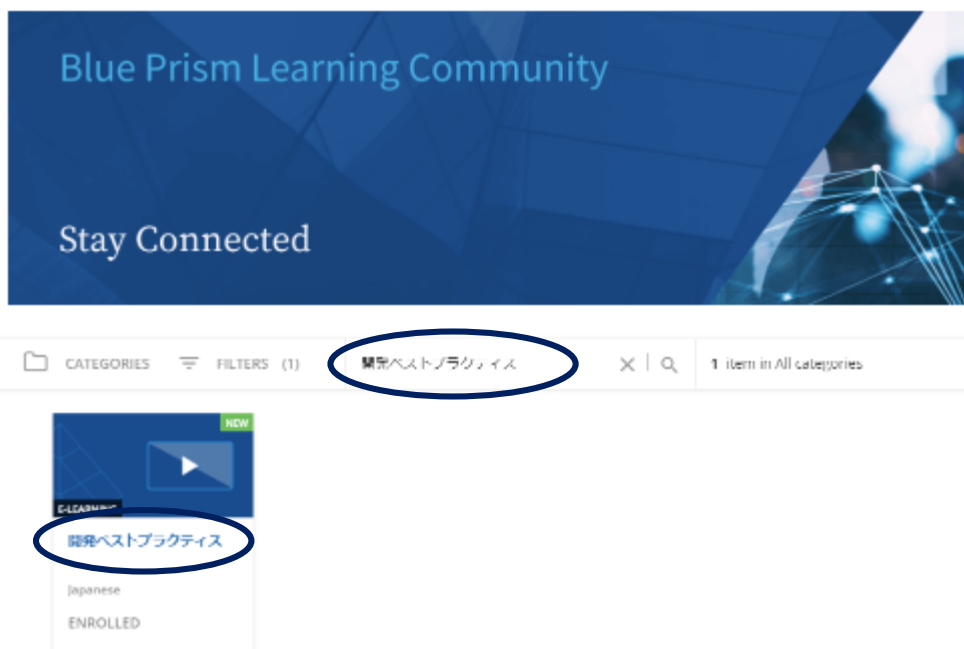 Blue Prism Learning Community
Stay Connected
CATEGORIES FILTERS (1) 開発ベストプラクティス 1 item in All categories
NEW
E-LEARNING
開発ベストプラクティス
Japanese
ENROLLED